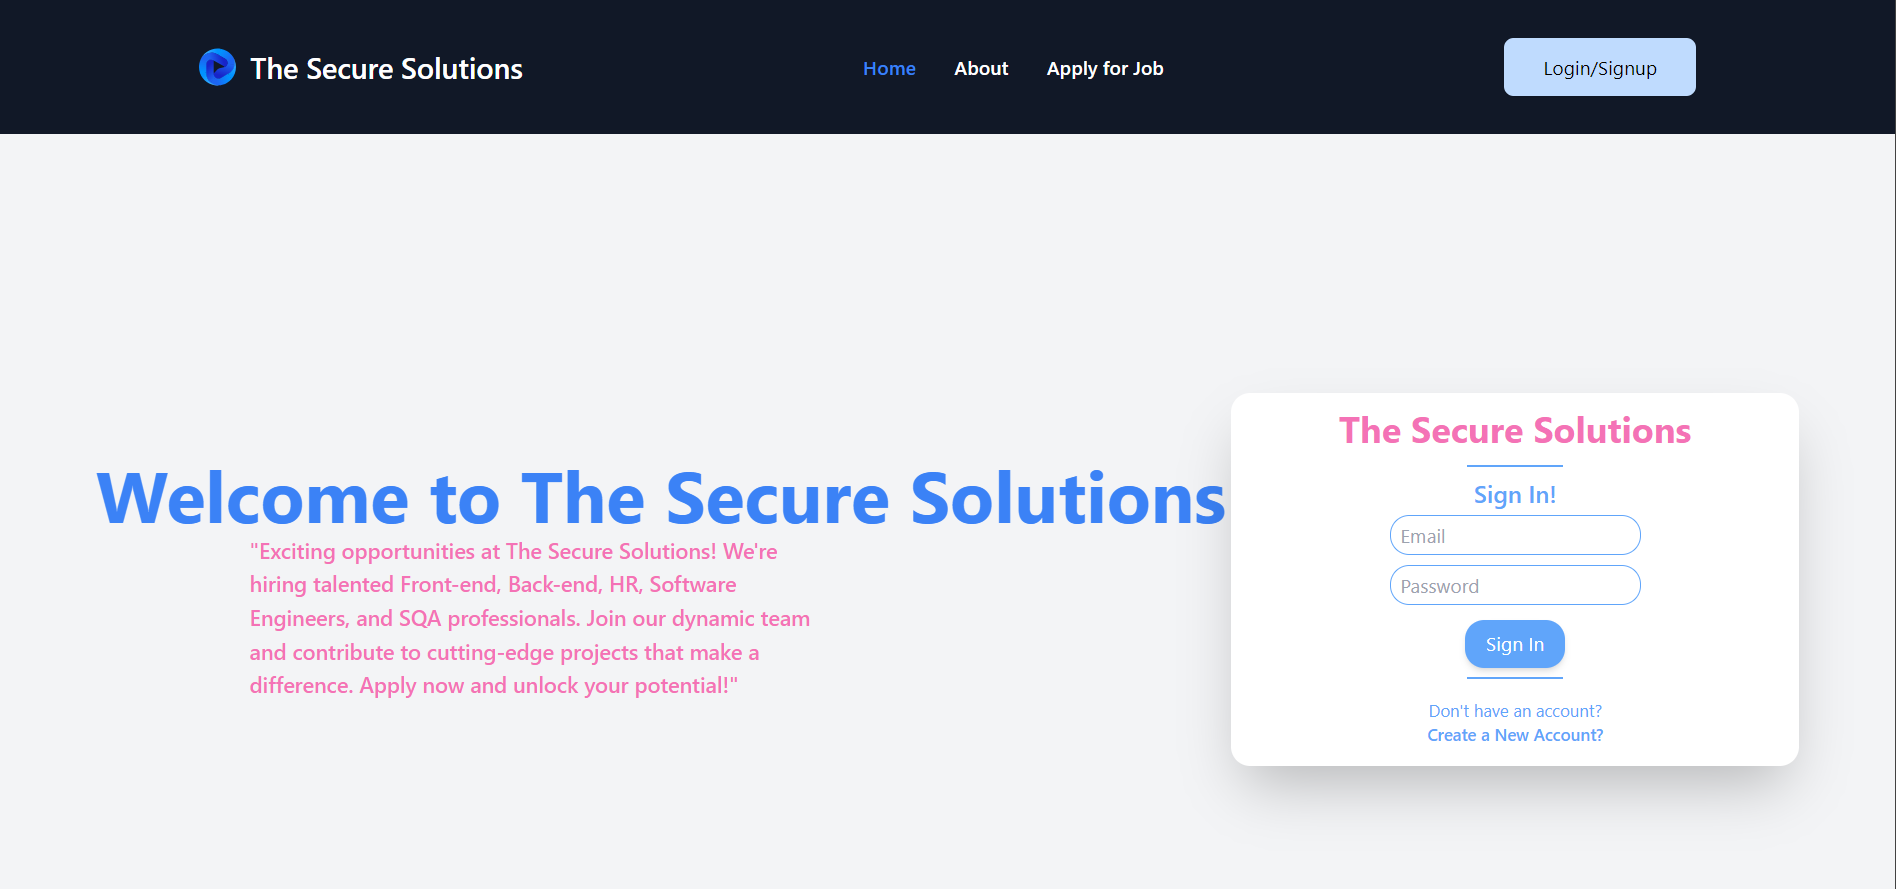 The Secure Solutions
Home
About
Apply for Job
Login/Signup
Welcome to The Secure Solutions
"Exciting opportunities at The Secure Solutions! We're
hiring talented Front-end, Back-end, HR, Software
Engineers, and SQA professionals. Join our dynamic team
and contribute to cutting-edge projects that make a
difference. Apply now and unlock your potential!"
The Secure Solutions
Sign In!
Email
Password
Sign In
Don't have an account?
Create a New Account?